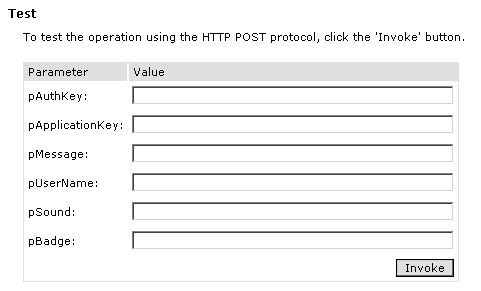 Test
To test the operation using the HTTP POST protocol, click the 'Invoke' button.
Parameter Value
pAuthKey:
pApplicationKey:
pMessage:
pUserName:
pSound:
pBadge:
Invoke